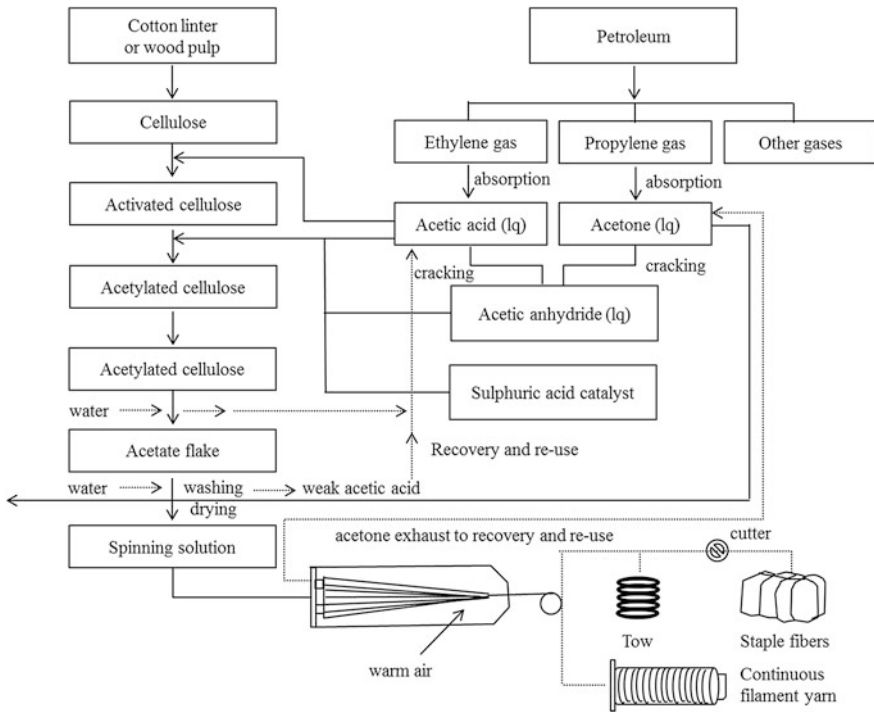 Cotton linter
or wood pulp
Petroleum
Cellulose
Ethylene gas
Propylene gas
Other gases
absorption
absorption
Activated cellulose
Acetic acid (lq)
Acetone (lq)
cracking
cracking
Acetylated cellulose
Acetic anhydride (lq)
Acetylated cellulose
Sulphuric acid catalyst
water
Acetate flake
Recovery and re-use
water
washing
weak acetic acid
drying
Spinning solution
acetone exhaust to recovery and re-use
cutter
warm air
Tow
Staple fibers
Continuous
filament yarn